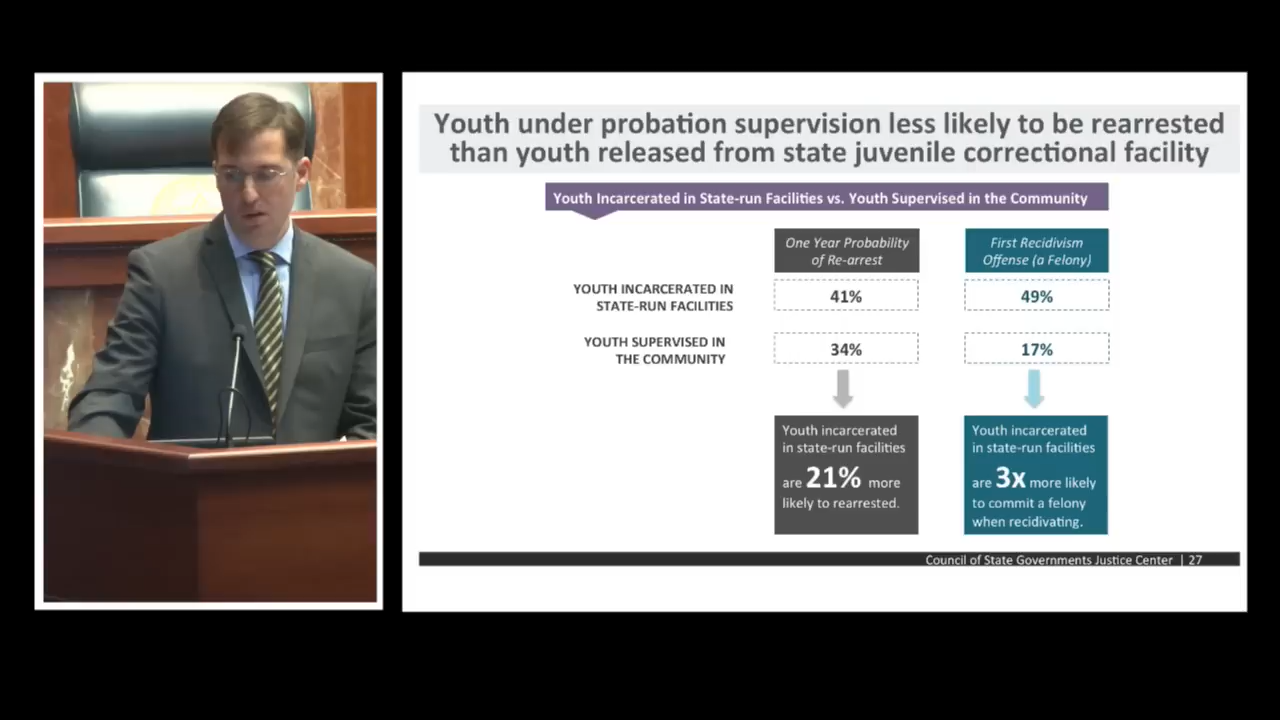 Youth under probation supervision less likely to be rearrested
than youth released from state juvenile correctional facility
Youth Incarcerated in State-run Facilities vs. Youth Supervised in the Community
One Year Probability
of Re-arrest
First Recidivism
Offense (a Felony)
YOUTH INCARCERATED IN
STATE-RUN FACILITIES
41%
49%
YOUTH SUPERVISED IN
THE COMMUNITY
34%
17%
Youth incarcerated
in state-run facilities
are 21% more
likely to rearrested.
Youth incarcerated
in state-run facilities
are 3x more likely
to commit a felony
when recidivating.
Council of State Governments Justice Center | 27